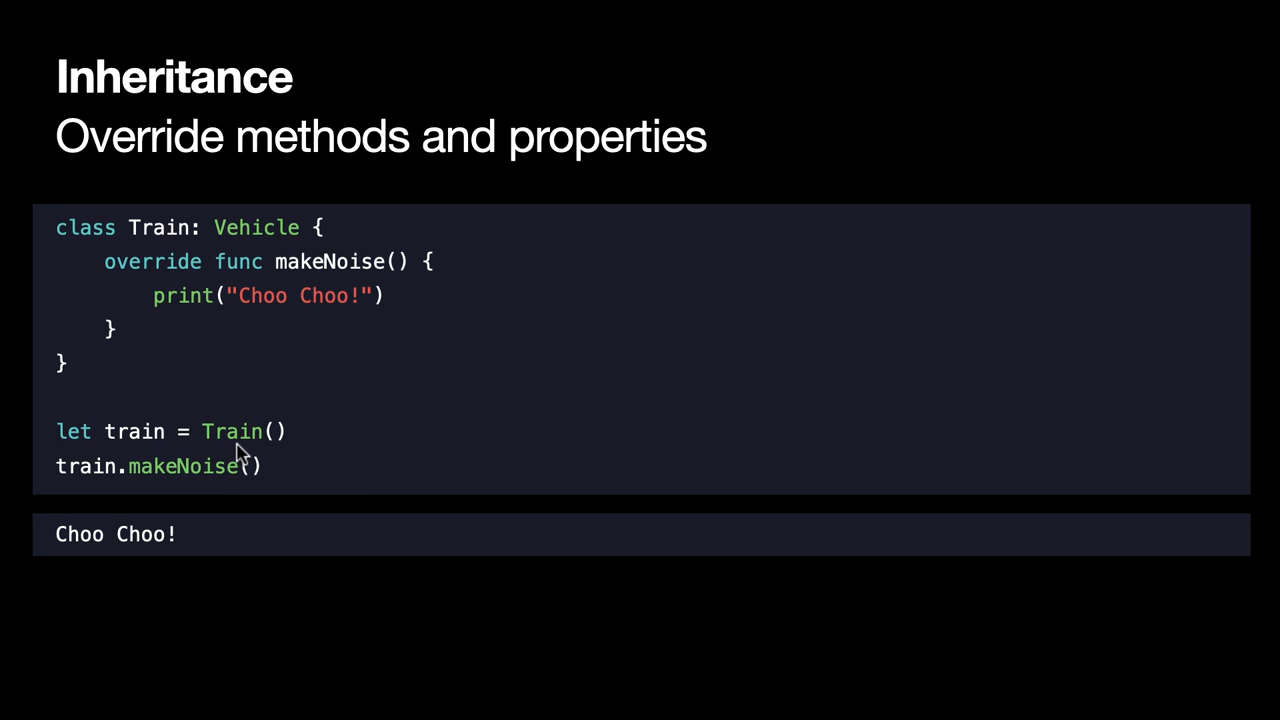 Inheritance
Override methods and properties
class Train: Vehicle {
    override func makeNoise() {
        print("Choo Choo!")
    }
}
let train = Train()
train.makeNoise()
Choo Choo!